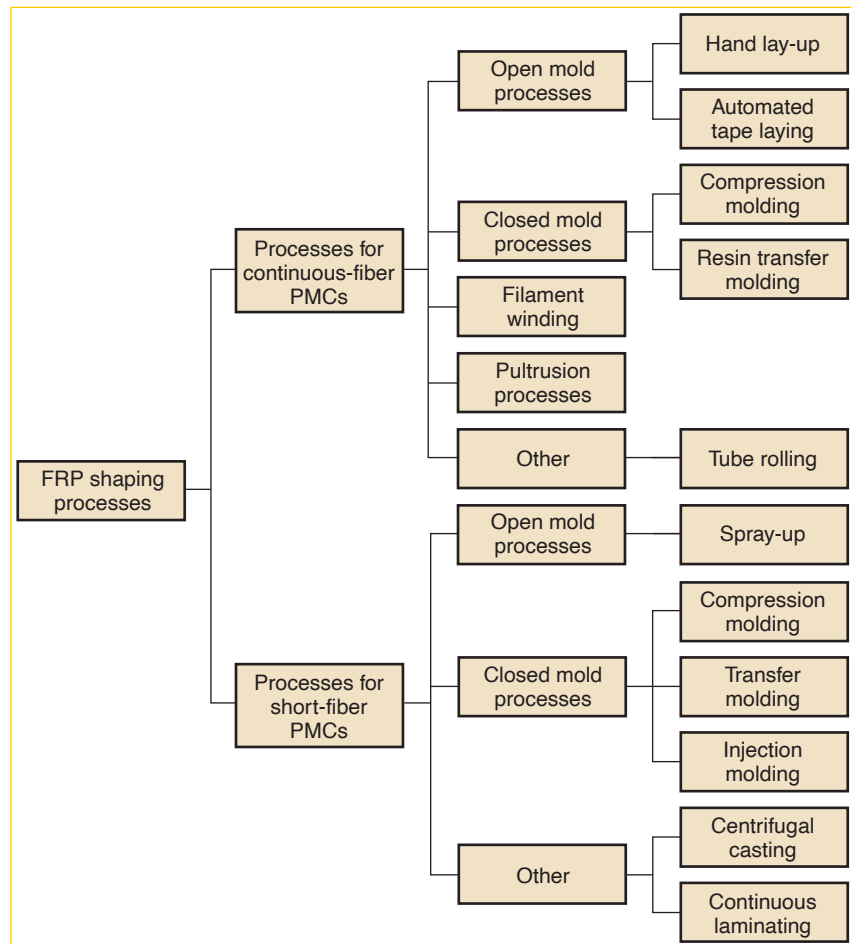 FRP shaping
processes
Processes for
continuous-fiber
PMCs
Open mold
processes
Hand lay-up
Automated
tape laying
Closed mold
processes
Compression
molding
Resin transfer
molding
Filament
winding
Pultrusion
processes
Other
Tube rolling
Processes for
short-fiber
PMCs
Open mold
processes
Spray-up
Closed mold
processes
Compression
molding
Transfer
molding
Injection
molding
Other
Centrifugal
casting
Continuous
laminating